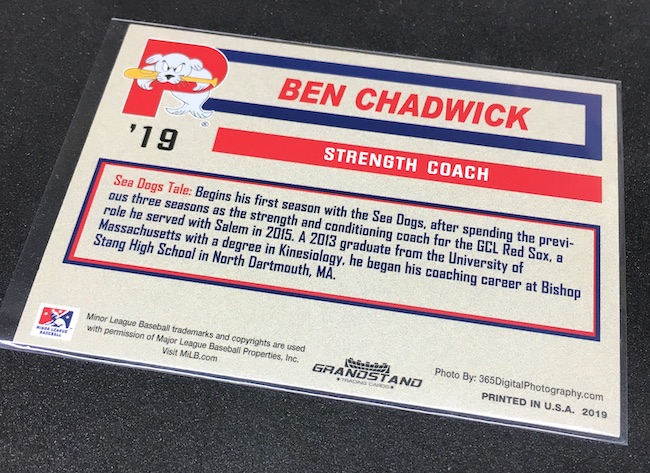 P
®
BEN CHADWICK
'19
STRENGTH COACH
Sea Dogs Tale: Begins his first season with the Sea Dogs, after spending the previ-
ous three seasons as the strength and conditioning coach for the GCL Red Sox, a
role he served with Salem in 2015. A 2013 graduate from the University of
Massachusetts with a degree in Kinesiology, he began his coaching career at Bishop
Stang High School in North Dartmouth, MA.
MINOR LEAGUE
BASEBALL
Minor League Baseball trademarks and copyrights are used
with permission of Major League Baseball Properties, Inc.
Visit MiLB.com
GRANDSTAND
TRADING CARDS
Photo By: 365DigitalPhotography.com
PRINTED IN U.S.A. 2019